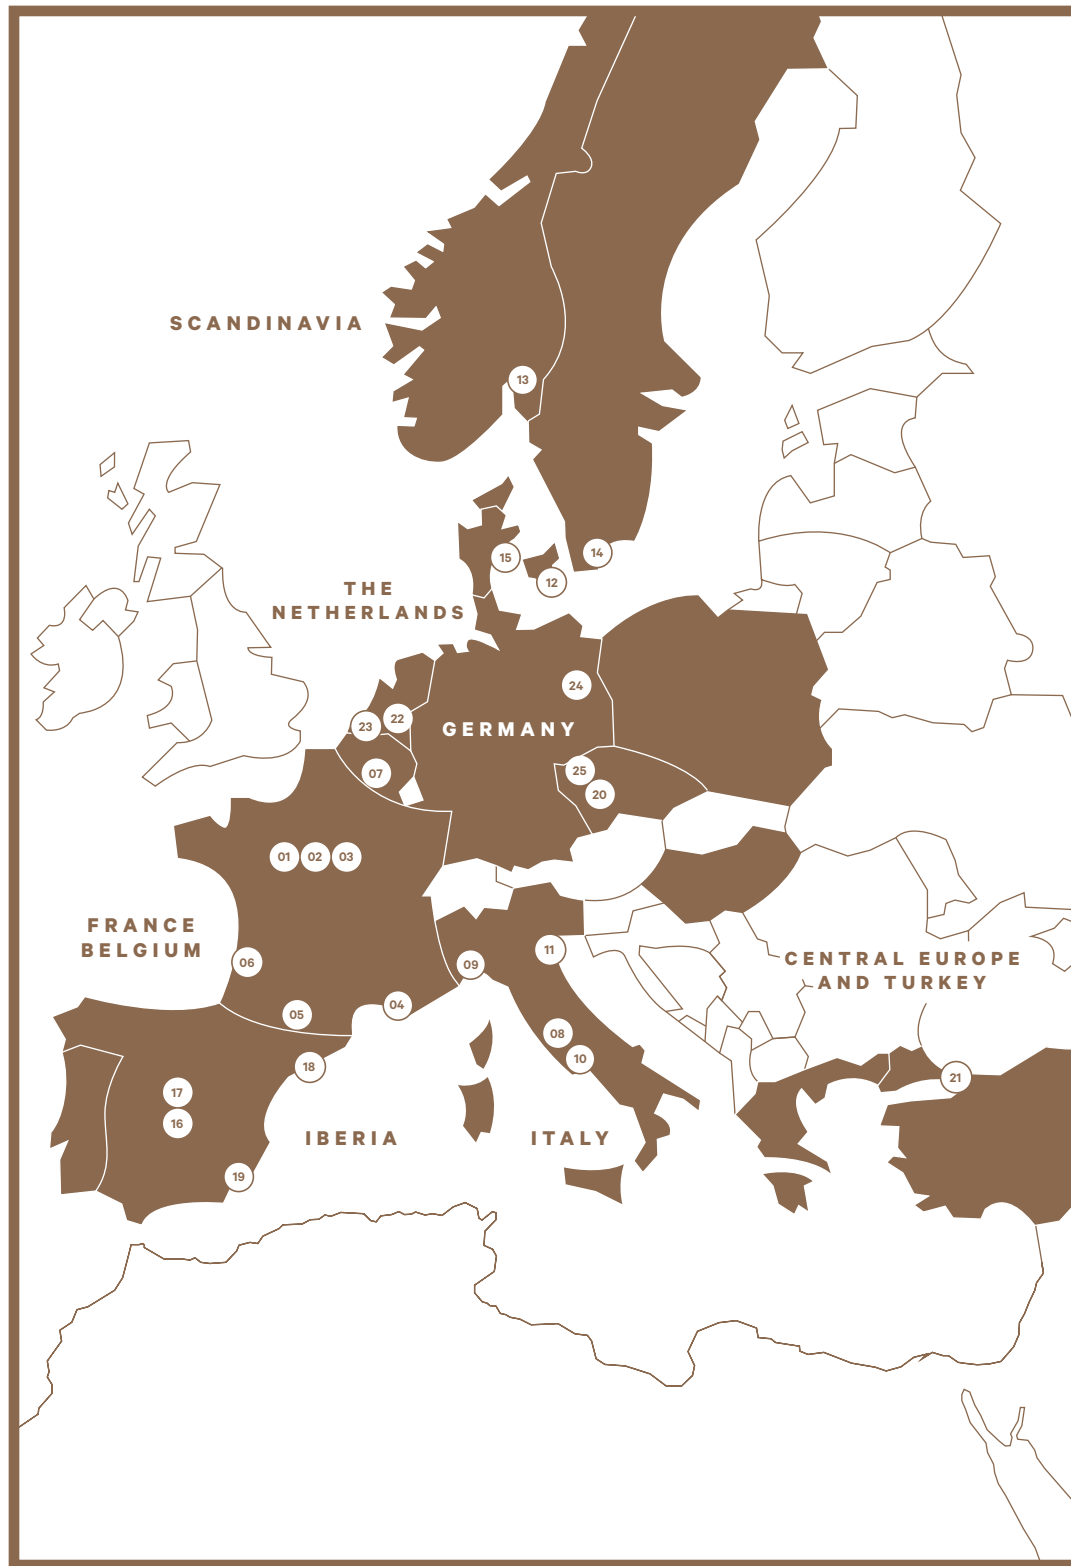 SCANDINAVIA
13
15
14
12
THE
NETHERLANDS
24
23
22
GERMANY
07
25
20
01 02 03
FRANCE
BELGIUM
06
09
11
CENTRAL EUROPE
AND TURKEY
05
04
08
10
18
17
16
21
IBERIA
ITALY
19